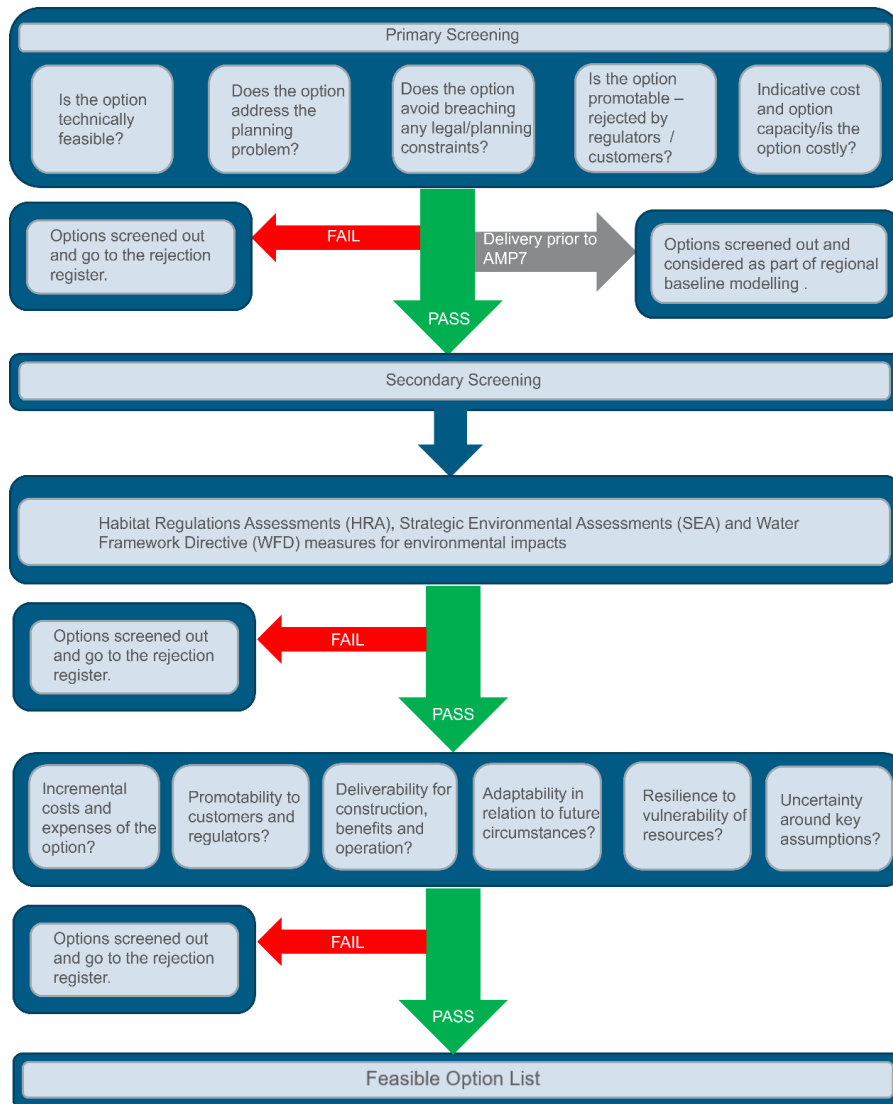 Primary Screening
Is the option
technically
feasible?
Does the option
address the
planning
problem?
Does the option
avoid breaching
any legal/planning
constraints?
Is the option
promotable –
rejected by
regulators /
customers?
Indicative cost
and option
capacity/is the
option costly?
Options screened out
and go to the rejection
register.
FAIL
Delivery prior to
AMP7
Options screened out and
considered as part of regional
baseline modelling .
PASS
Secondary Screening
Habitat Regulations Assessments (HRA), Strategic Environmental Assessments (SEA) and Water
Framework Directive (WFD) measures for environmental impacts
Options screened out
and go to the rejection
register.
FAIL
PASS
Incremental
costs and
expenses of the
option?
Promotability to
customers and
regulators?
Deliverability for
construction,
benefits and
operation?
Adaptability in
relation to future
circumstances?
Resilience to
vulnerability of
resources?
Uncertainty
around key
assumptions?
Options screened out
and go to the rejection
register.
FAIL
PASS
Feasible Option List